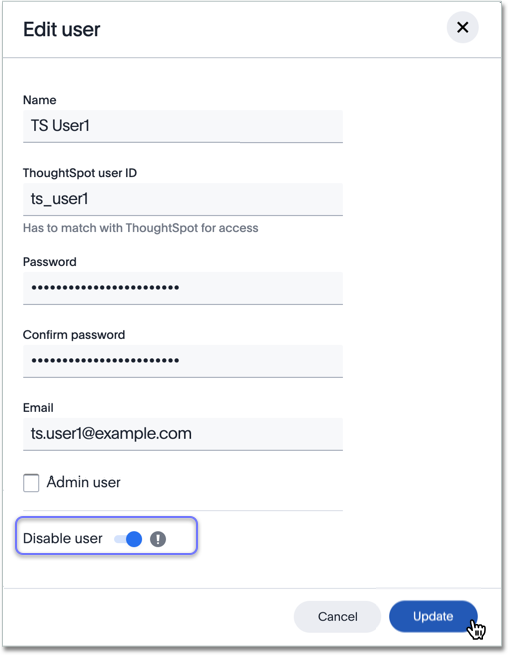 Edit user
Name
TS User1
ThoughtSpot user ID
ts_user1
Has to match with ThoughtSpot for access
Password
••••••••••••••••••••••••
Confirm password
••••••••••••••••••••••••
Email
ts.user1@example.com
Admin user
Disable user !
Cancel Update